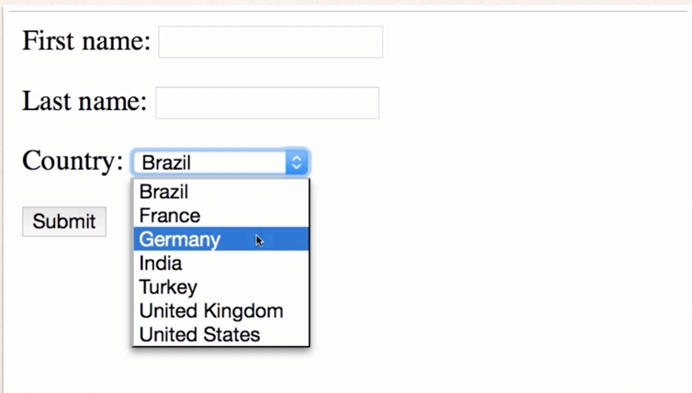 First name:
Last name:
Country: Brazil
Brazil
France
Submit
Germany
India
Turkey
United Kingdom
United States